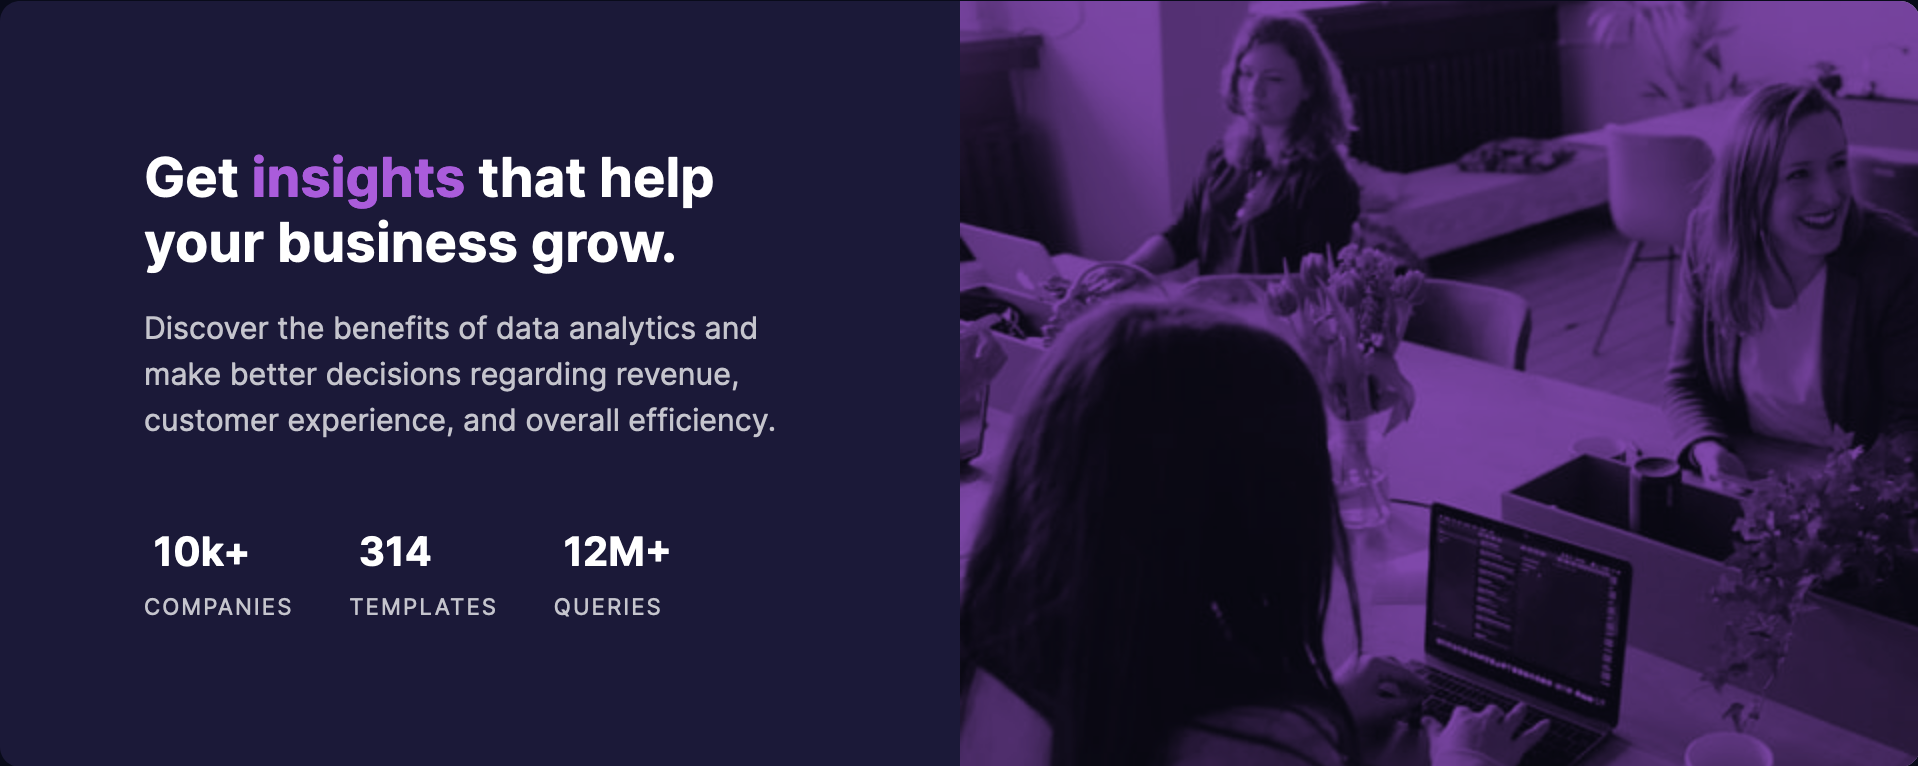 Get insights that help
your business grow.
Discover the benefits of data analytics and
make better decisions regarding revenue,
customer experience, and overall efficiency.
10k+ 314 12M+
COMPANIES TEMPLATES QUERIES